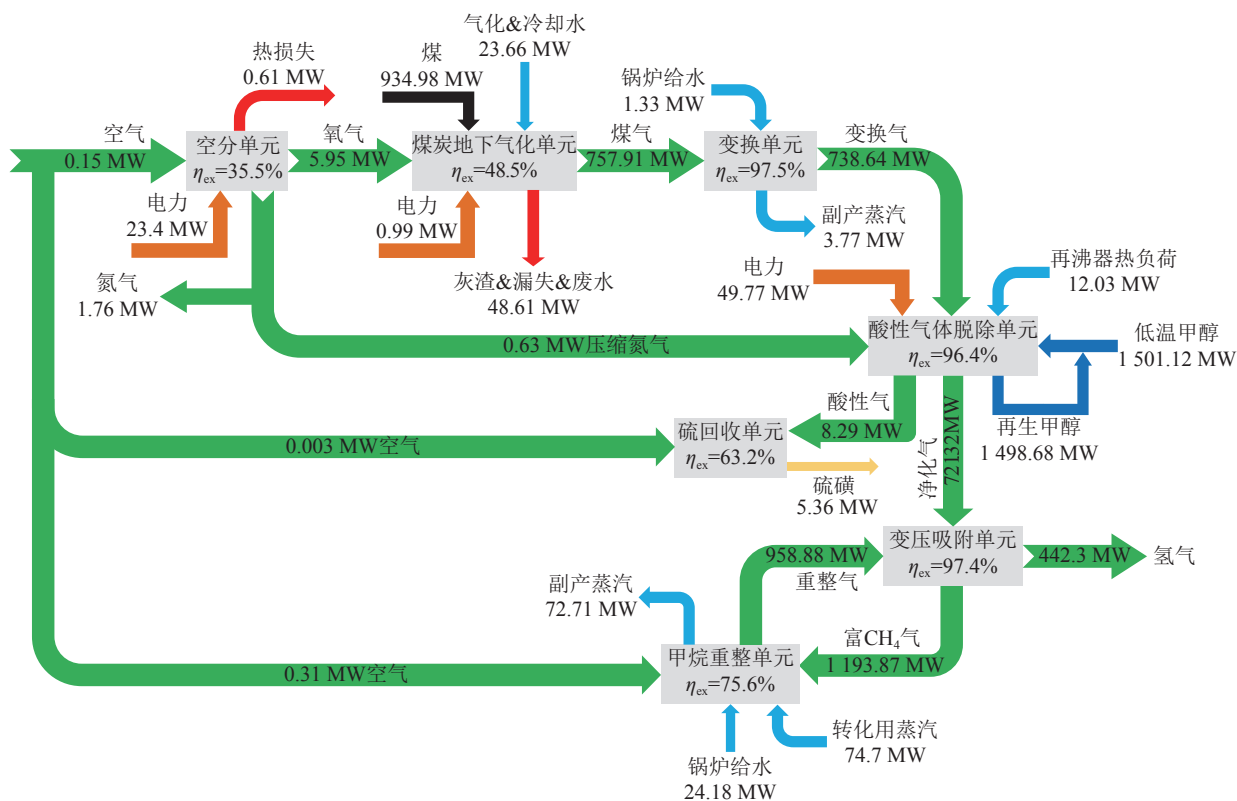 气化&冷却水
23.66 MW
热损失
0.61 MW
煤
934.98 MW
锅炉给水
1.33 MW
空气
0.15 MW
空分单元
ηex=35.5%
氧气
5.95 MW
煤炭地下气化单元
ηex=48.5%
煤气
757.91 MW
变换单元
ηex=97.5%
变换气
738.64 MW
电力
23.4 MW
电力
0.99 MW
副产蒸汽
3.77 MW
氮气
1.76 MW
灰渣&漏失&废水
48.61 MW
电力
49.77 MW
再沸器热负荷
12.03 MW
0.63 MW压缩氮气
酸性气体脱除单元
ηex=96.4%
低温甲醇
1 501.12 MW
酸性气
8.29 MW
再生甲醇
1 498.68 MW
0.003 MW空气
硫回收单元
ηex=63.2%
硫磺
5.36 MW
净化气
72132MW
958.88 MW
重整气
变压吸附单元
ηex=97.4%
442.3 MW
氢气
副产蒸汽
72.71 MW
0.31 MW空气
甲烷重整单元
ηex=75.6%
富CH4气
1 193.87 MW
锅炉给水
24.18 MW
转化用蒸汽
74.7 MW